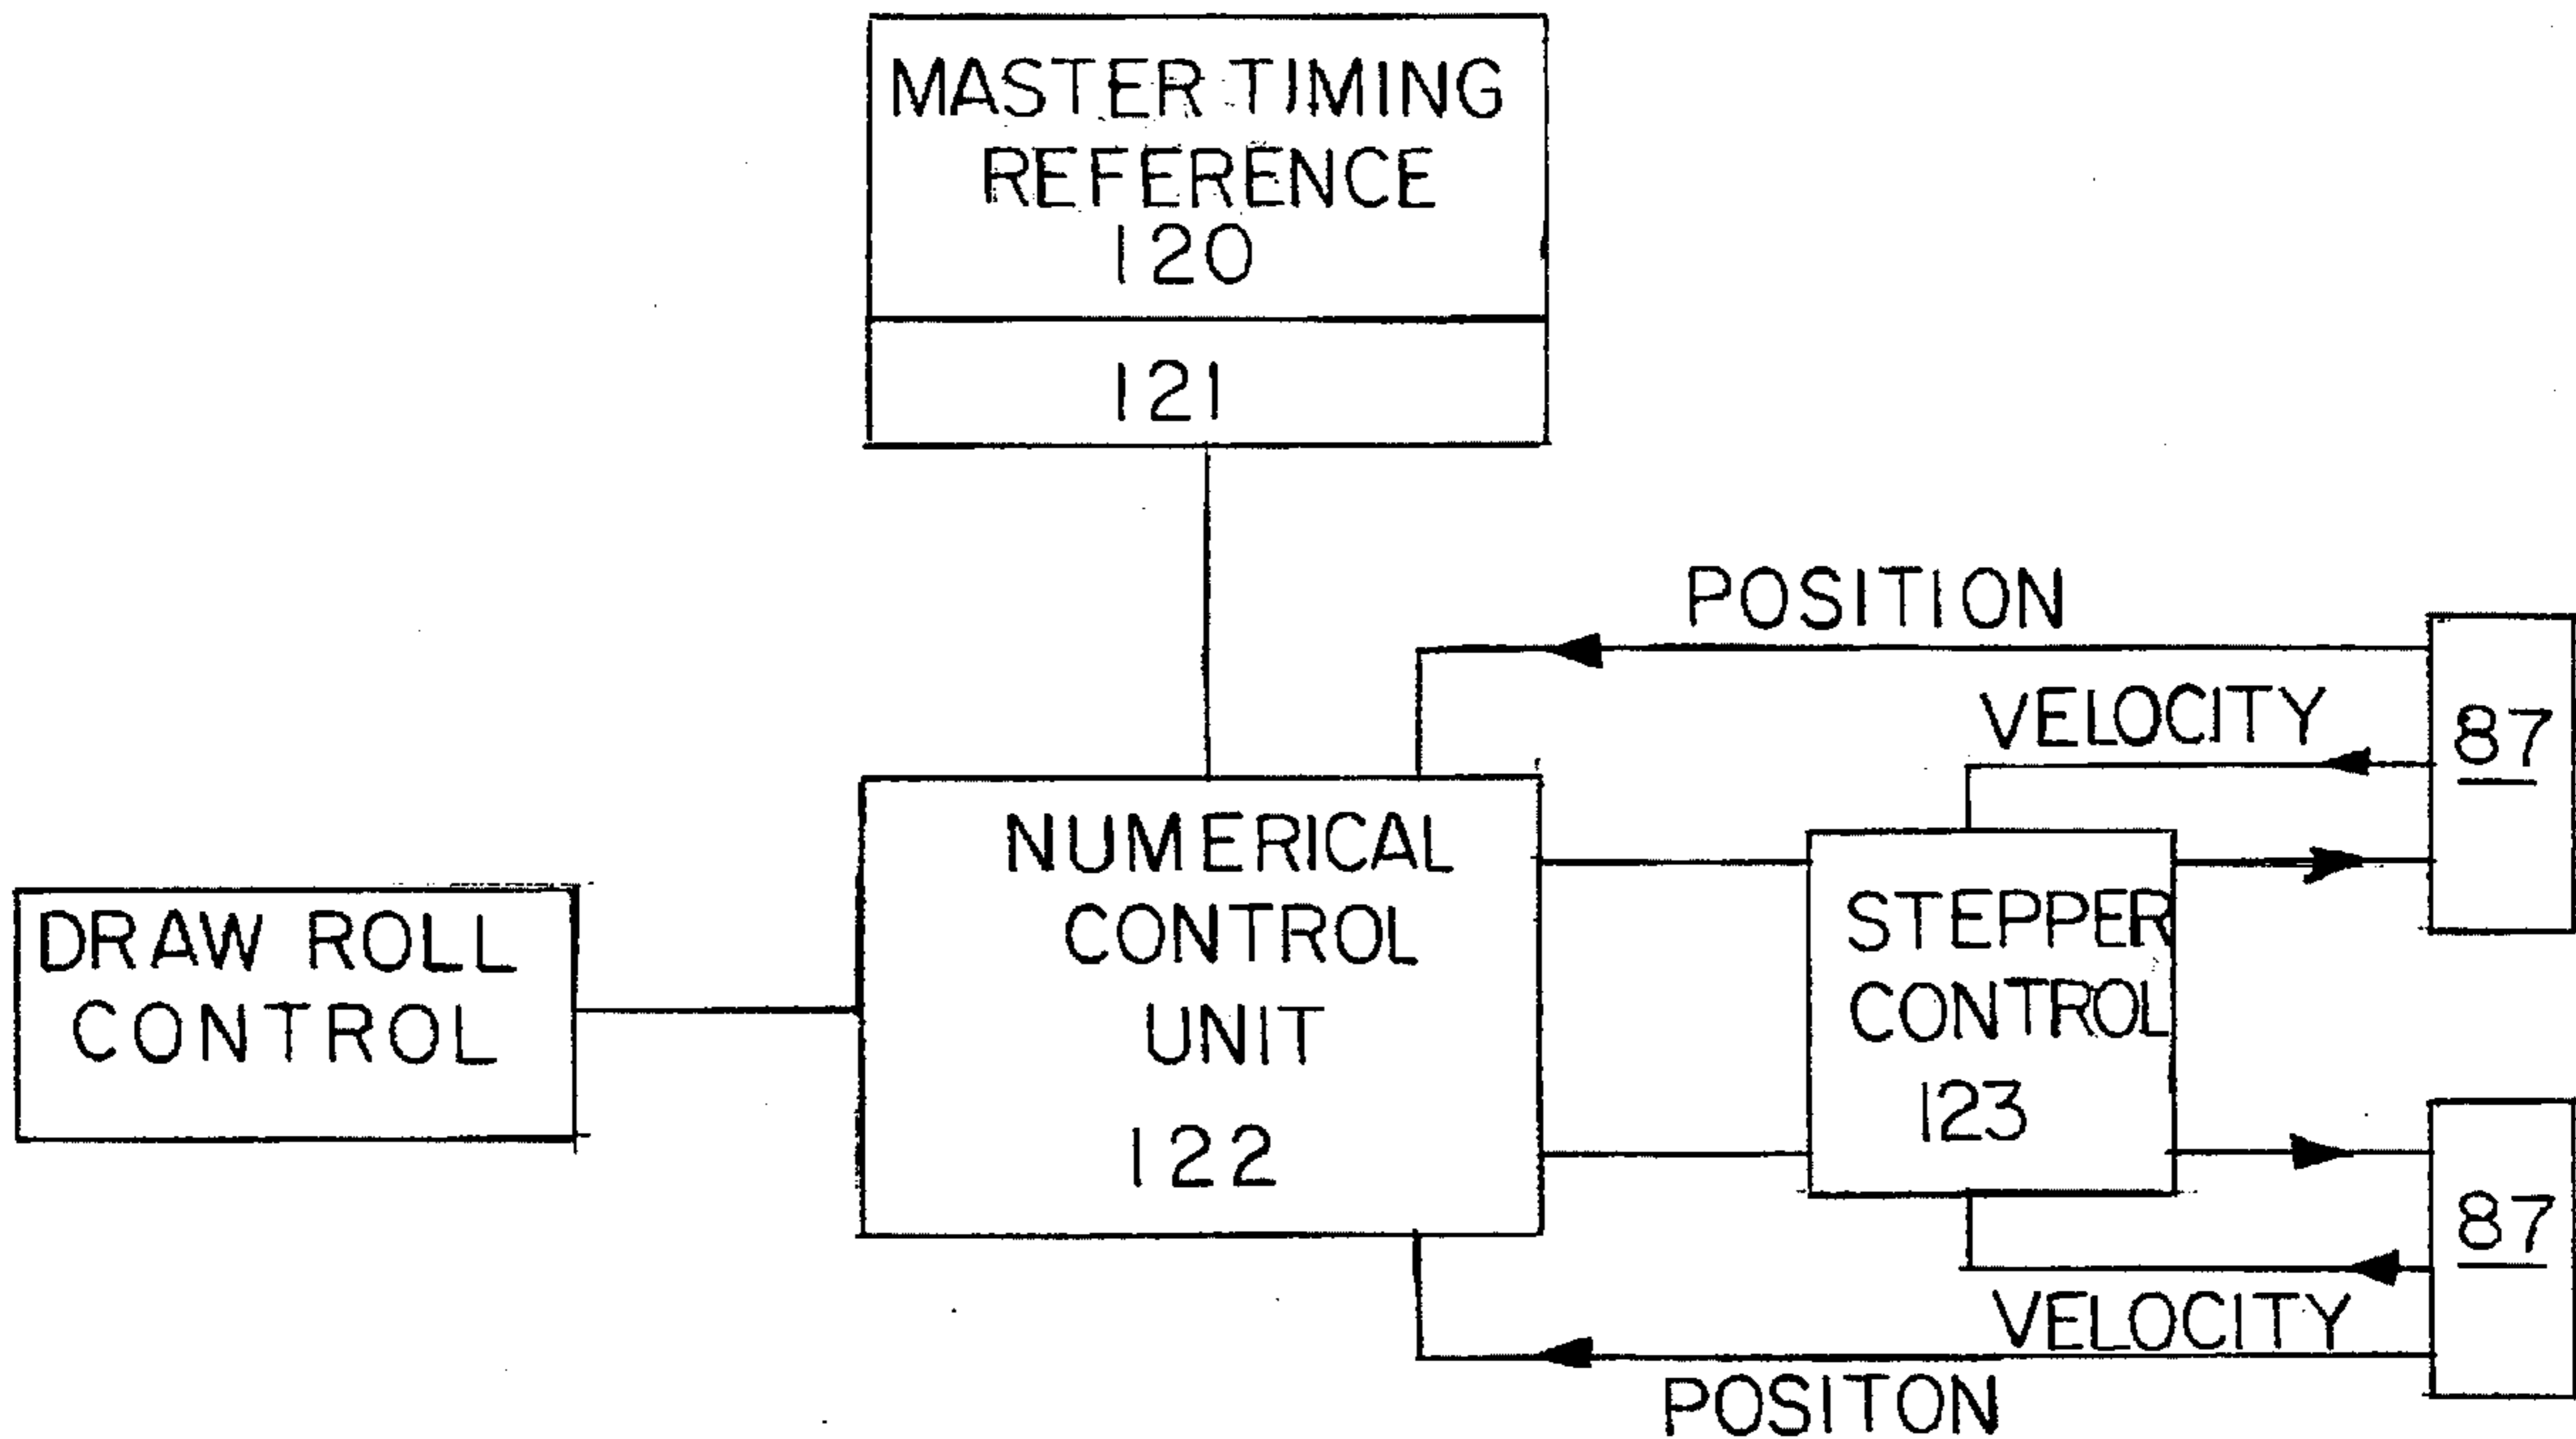 MASTER TIMING
REFERENCE
120
121
POSITION
VELOCITY
87
NUMERICAL
CONTROL
UNIT
122
DRAW ROLL
CONTROL
STEPPER
CONTROL
123
87
VELOCITY
POSITON